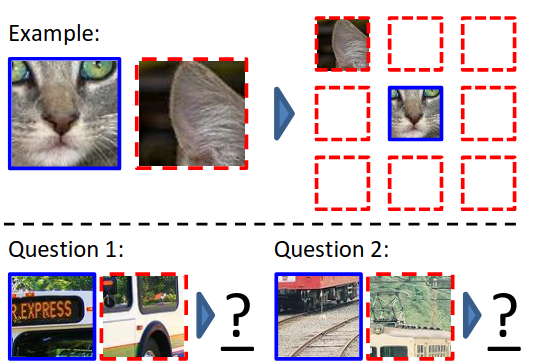 Example:
Question 1:
Question 2:
R.EXPRESS
?
?